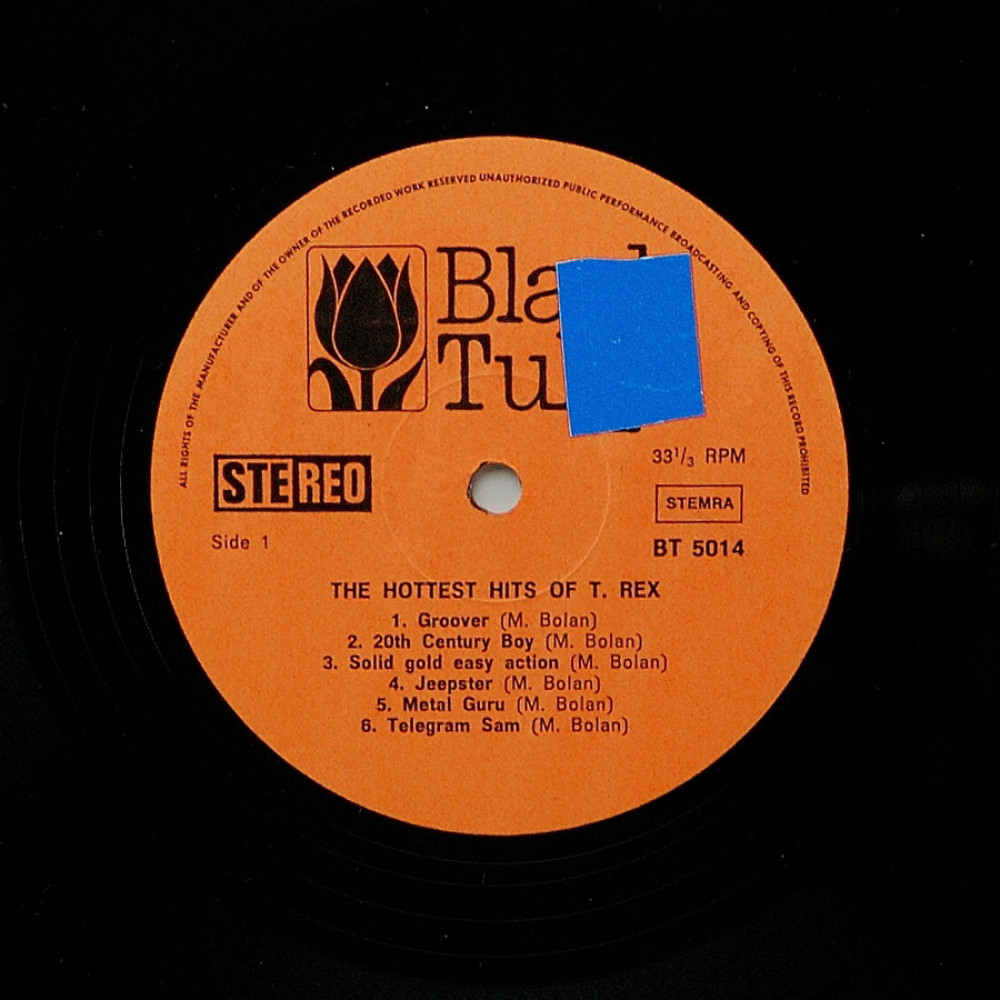 ALL RIGHTS OF THE MANUFACTURER AND OF THE OWNER OF THE RECORDED WORK RESERVED UNAUTHORIZED PUBLIC PERFORMANCE BROADCASTING AND COPYING OF THIS RECORD PROHIBITED
Bla
Tu
STEREO
Side 1
33 1/3 RPM
STEMRA
BT 5014
THE HOTTEST HITS OF T. REX
1. Groover (M. Bolan)
2. 20th Century Boy (M. Bolan)
3. Solid gold easy action (M. Bolan)
4. Jeepster (M. Bolan)
5. Metal Guru (M. Bolan)
6. Telegram Sam (M. Bolan)